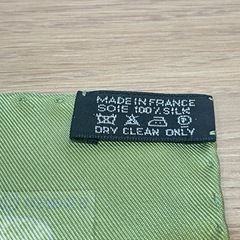 MADE IN FRANCE
SOIE 100% SILK
DRY CLEAN ONLY